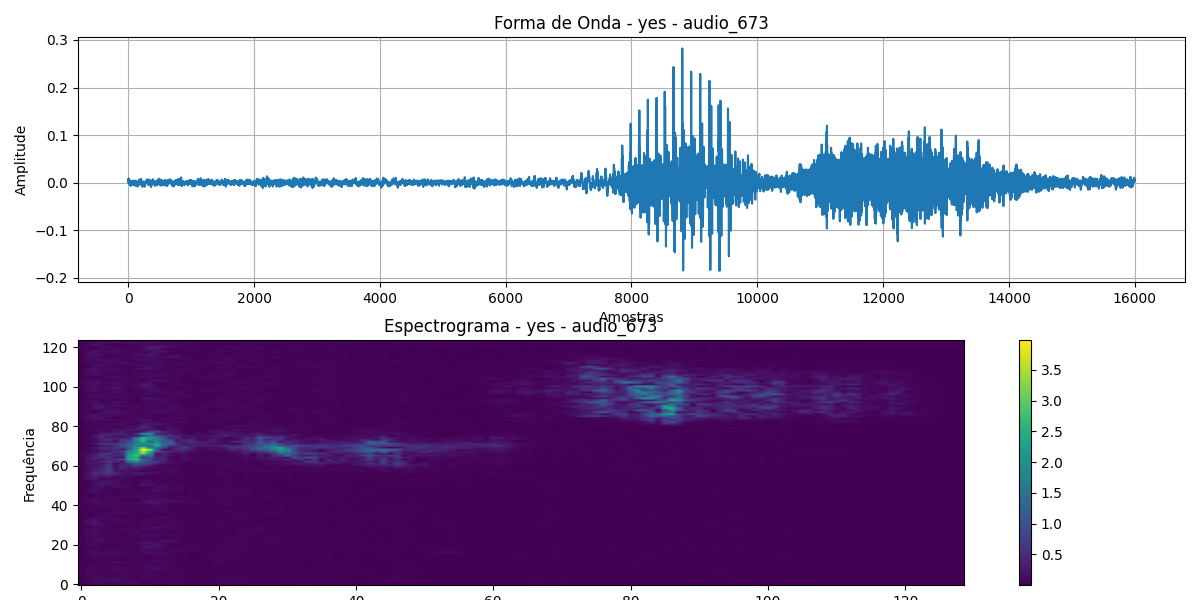 Forma de Onda - yes - audio_673
0.3
0.2
0.1
0.0
−0.1
−0.2
Amplitude
0 2000 4000 6000 8000 10000 12000 14000 16000
Amostras
Espectrograma - yes - audio_673
120
100
80
60
40
20
0
Frequência
0 20 40 60 80 100 120
3.5
3.0
2.5
2.0
1.5
1.0
0.5